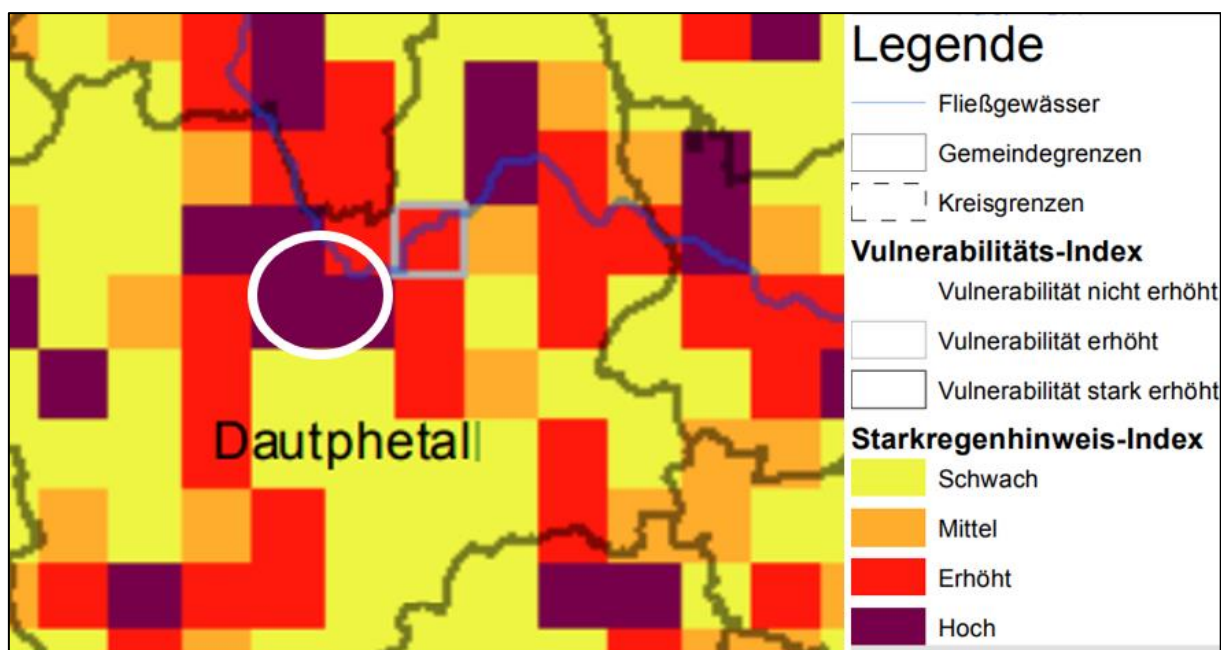 Legende
Fließgewässer
Gemeindegrenzen
Kreisgrenzen
Vulnerabilitäts-Index
Vulnerabilität nicht erhöht
Vulnerabilität erhöht
Vulnerabilität stark erhöht
Starkregenhinweis-Index
Schwach
Mittel
Erhöht
Hoch
Dautphetal